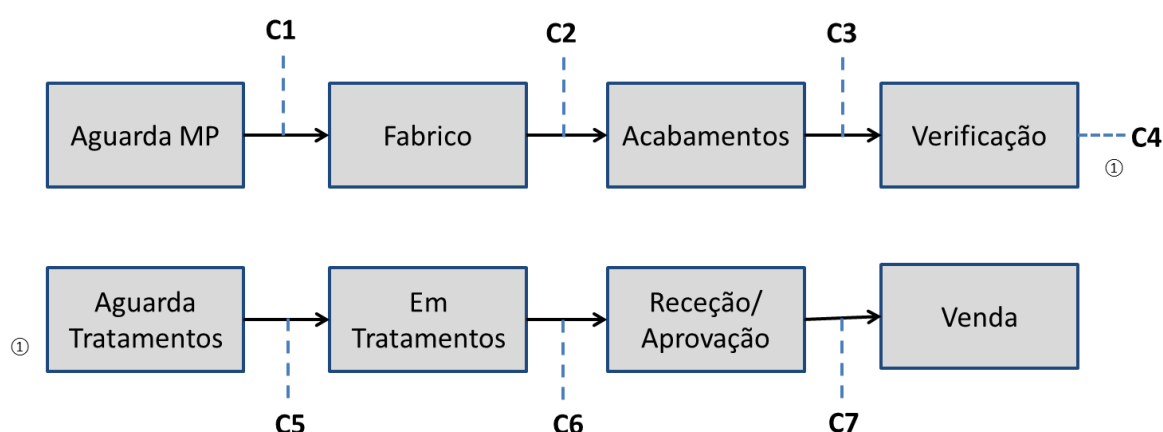 C1
C2
C3
Aguarda MP
Fabrico
Acabamentos
Verificação
C4
①
Aguarda
Tratamentos
Em
Tratamentos
Receção/
Aprovação
Venda
①
C5
C6
C7